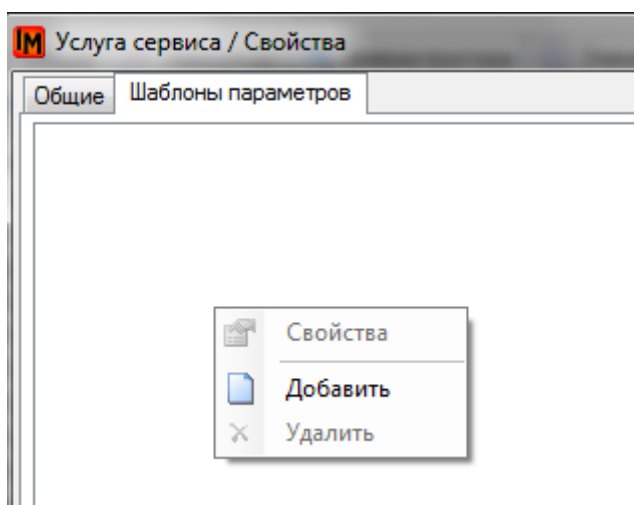 IM Услуга сервиса / Свойства
Общие Шаблоны параметров
Свойства
Добавить
Удалить